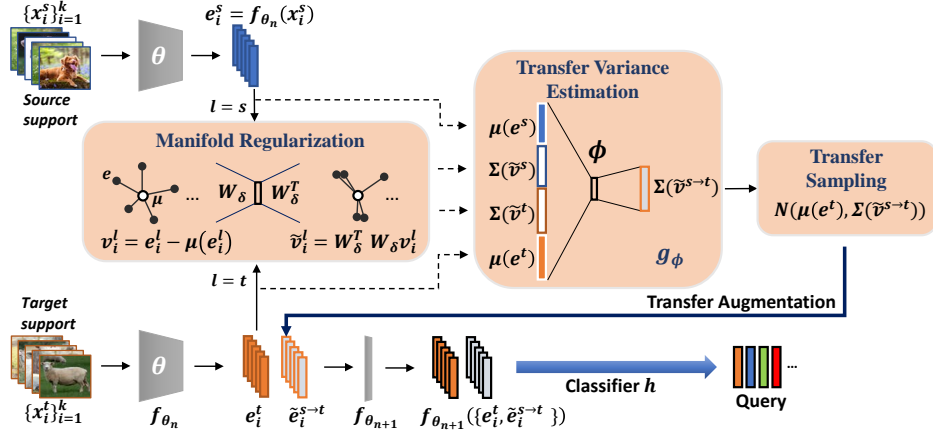 {x_i^s}_{i=1}^k
e_i^s = f_{θ_n}(x_i^s)
θ
Source
support
l = s
Transfer Variance
Estimation
μ(e^s)
Σ(ṽ^s)
Σ(ṽ^t)
μ(e^t)
ϕ
Σ(ṽ^{s→t})
g_ϕ
Manifold Regularization
e
μ
...
W_δ
W_δ^T
...
v_i^l = e_i^l − μ(e_i^l)
ṽ_i^l = W_δ^T W_δ v_i^l
Transfer
Sampling
N(μ(e^t), Σ(ṽ^{s→t}))
l = t
Transfer Augmentation
Target
support
θ
{x_i^t}_{i=1}^k
f_{θ_n}
e_i^t
ẽ_i^{s→t}
f_{θ_{n+1}}
f_{θ_{n+1}}({e_i^t, ẽ_i^{s→t} })
Classifier h
...
Query